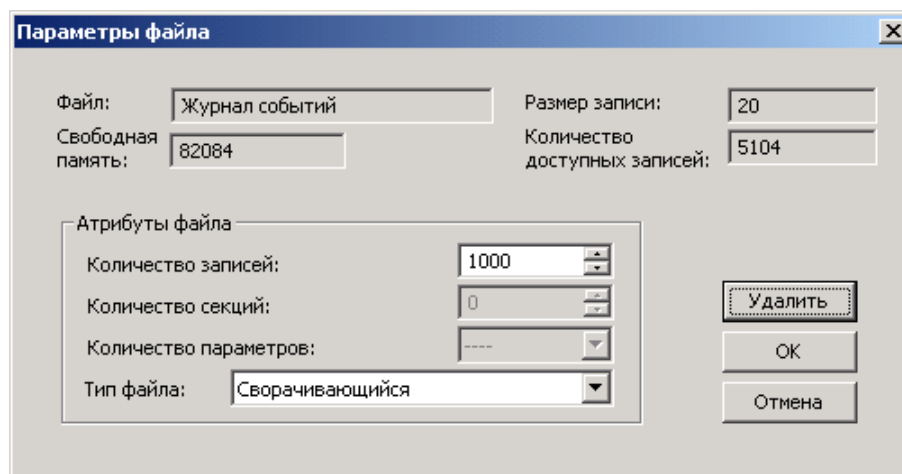 Параметры файла
Файл: Журнал событий
Размер записи: 20
Свободная
память: 82084
Количество
доступных записей: 5104
Атрибуты файла
Количество записей: 1000
Количество секций: 0
Количество параметров: ----
Тип файла: Сворачивающийся
Удалить
OK
Отмена